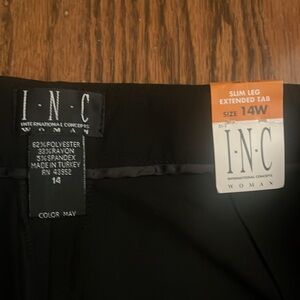 I·N·C
INTERNATIONAL CONCEPTS
WOMAN
62%POLYESTER
33%RAYON
5%SPANDEX
MADE IN TURKEY
RN 43952
14
COLOR MAY
SLIM LEG
EXTENDED TAB
SIZE 14W
I·N·C
INTERNATIONAL CONCEPTS
WOMAN